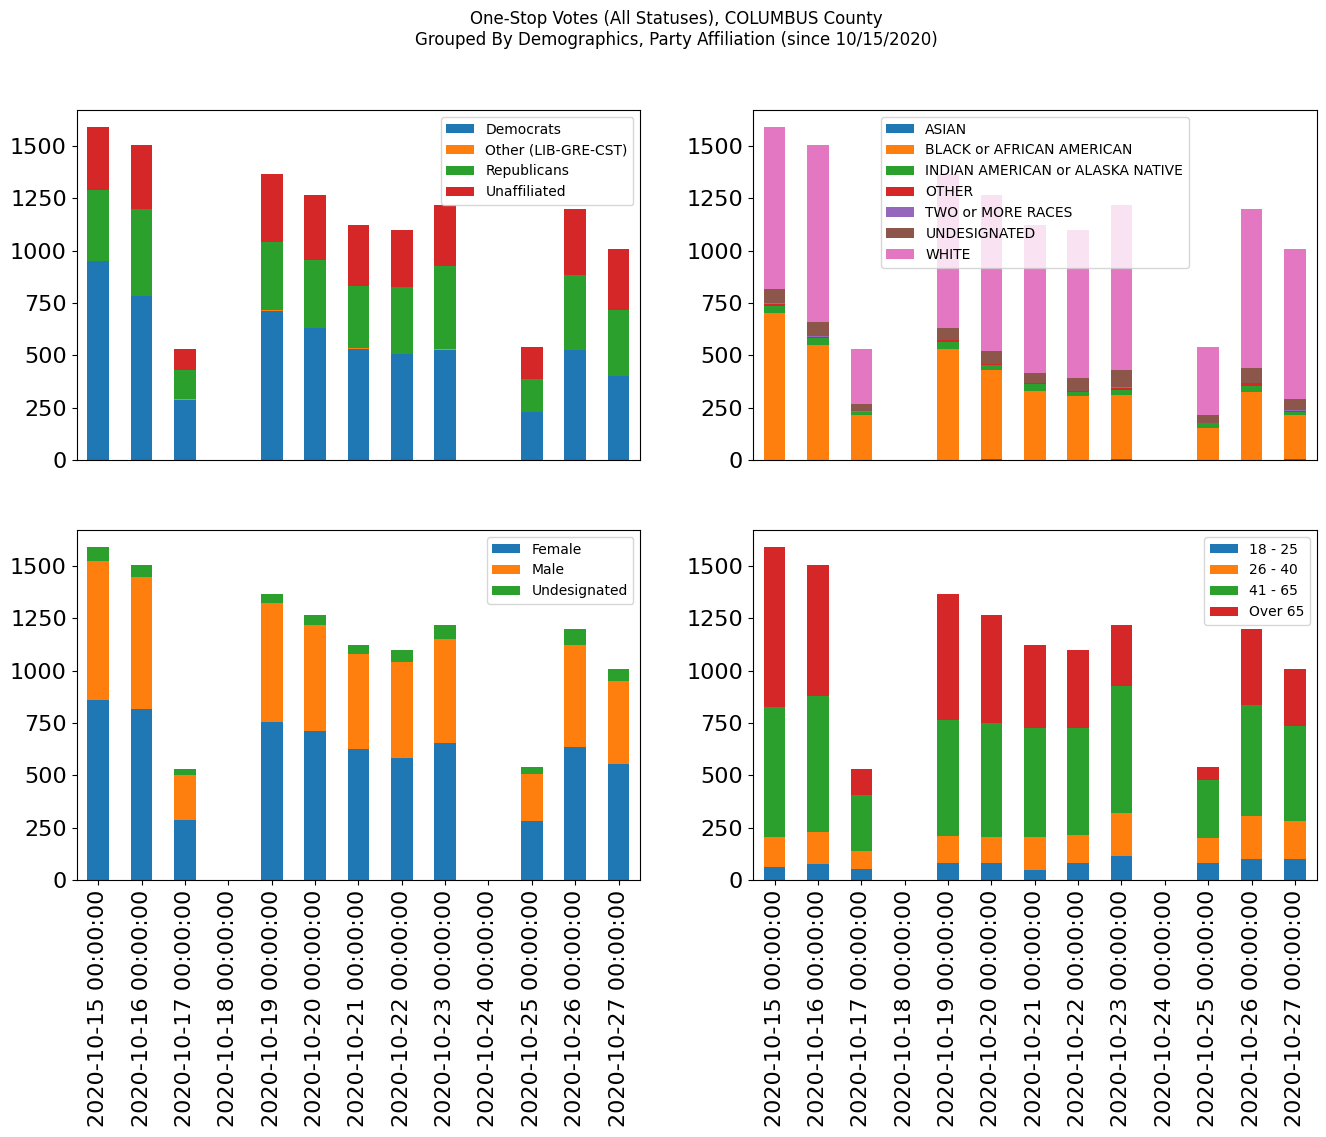 One-Stop Votes (All Statuses), COLUMBUS County
Grouped By Demographics, Party Affiliation (since 10/15/2020)
1500
1250
1000
750
500
250
0
Democrats
Other (LIB-GRE-CST)
Republicans
Unaffiliated
1500
1250
1000
750
500
250
0
ASIAN
BLACK or AFRICAN AMERICAN
INDIAN AMERICAN or ALASKA NATIVE
OTHER
TWO or MORE RACES
UNDESIGNATED
WHITE
1500
1250
1000
750
500
250
0
Female
Male
Undesignated
2020-10-15 00:00:00
2020-10-16 00:00:00
2020-10-17 00:00:00
2020-10-18 00:00:00
2020-10-19 00:00:00
2020-10-20 00:00:00
2020-10-21 00:00:00
2020-10-22 00:00:00
2020-10-23 00:00:00
2020-10-24 00:00:00
2020-10-25 00:00:00
2020-10-26 00:00:00
2020-10-27 00:00:00
1500
1250
1000
750
500
250
0
18 - 25
26 - 40
41 - 65
Over 65
2020-10-15 00:00:00
2020-10-16 00:00:00
2020-10-17 00:00:00
2020-10-18 00:00:00
2020-10-19 00:00:00
2020-10-20 00:00:00
2020-10-21 00:00:00
2020-10-22 00:00:00
2020-10-23 00:00:00
2020-10-24 00:00:00
2020-10-25 00:00:00
2020-10-26 00:00:00
2020-10-27 00:00:00